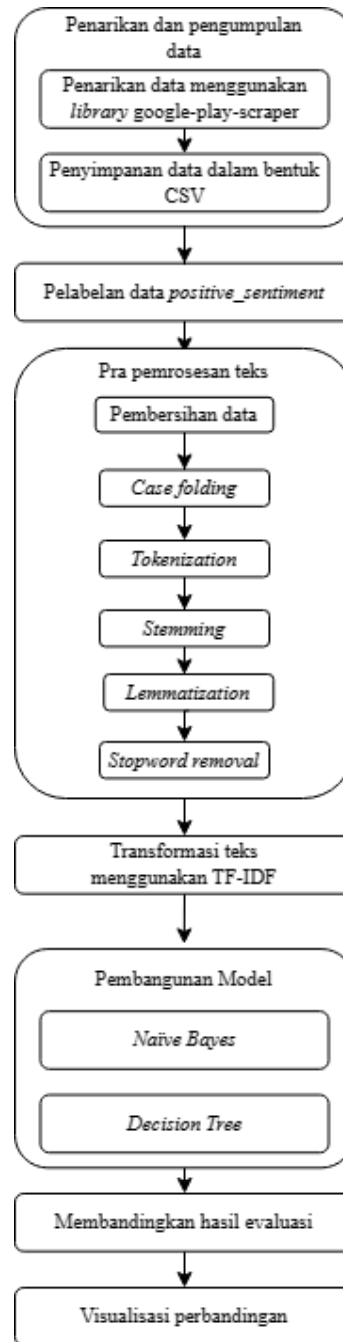 Penarikan dan pengumpulan
data
Penarikan data menggunakan
library google-play-scraper
Penyimpanan data dalam bentuk
CSV
Pelabelan data positive_sentiment
Pra pemrosesan teks
Pembersihan data
Case folding
Tokenization
Stemming
Lemmatization
Stopword removal
Transformasi teks
menggunakan TF-IDF
Pembangunan Model
Naïve Bayes
Decision Tree
Membandingkan hasil evaluasi
Visualisasi perbandingan